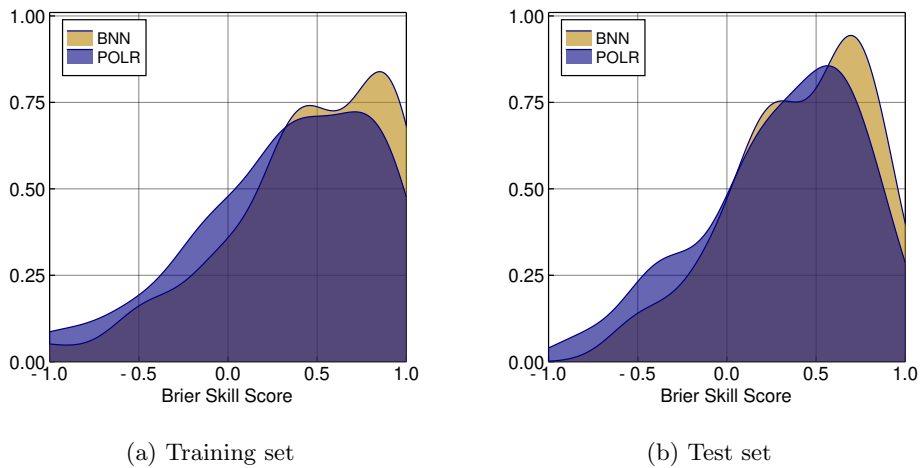 1.00
0.75
0.50
0.25
0.00
BNN
POLR
- 1.0
- 0.5
0.0
0.5
1.0
Brier Skill Score
(a) Training set
1.00
0.75
0.50
0.25
0.00
BNN
POLR
- 1.0
- 0.5
0.0
0.5
1.0
Brier Skill Score
(b) Test set